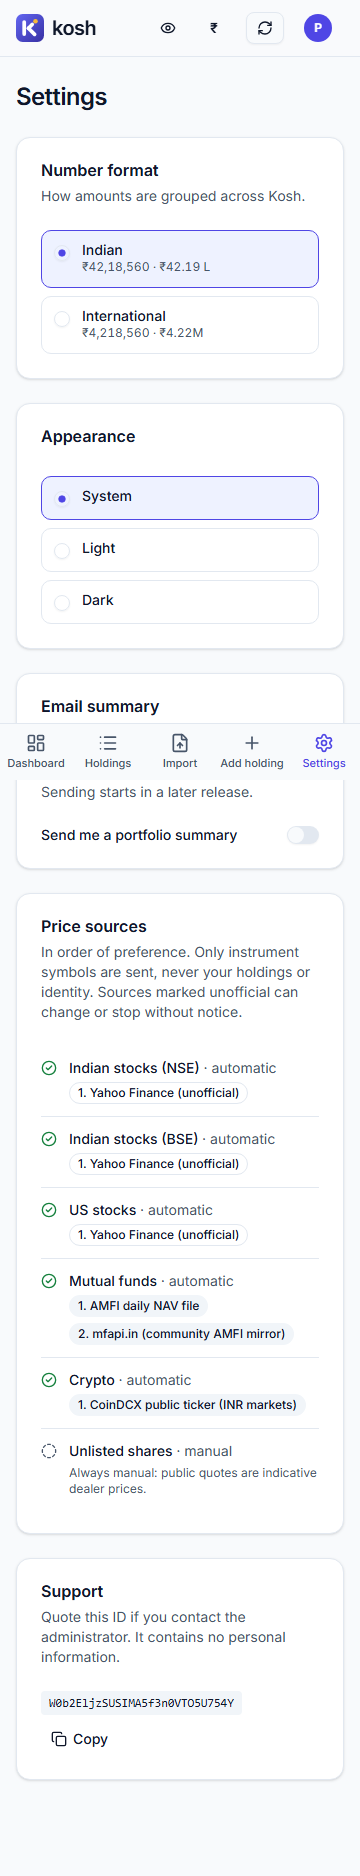 kosh
₹
P
Settings
Number format
How amounts are grouped across Kosh.
Indian
₹42,18,560 · ₹42.19 L
International
₹4,218,560 · ₹4.22M
Appearance
System
Light
Dark
Email summary
Dashboard
Holdings
Import
Add holding
Settings
Sending starts in a later release.
Send me a portfolio summary
Price sources
In order of preference. Only instrument
symbols are sent, never your holdings or
identity. Sources marked unofficial can
change or stop without notice.
Indian stocks (NSE) · automatic
1. Yahoo Finance (unofficial)
Indian stocks (BSE) · automatic
1. Yahoo Finance (unofficial)
US stocks · automatic
1. Yahoo Finance (unofficial)
Mutual funds · automatic
1. AMFI daily NAV file
2. mfapi.in (community AMFI mirror)
Crypto · automatic
1. CoinDCX public ticker (INR markets)
Unlisted shares · manual
Always manual: public quotes are indicative
dealer prices.
Support
Quote this ID if you contact the
administrator. It contains no personal
information.
W0b2EljzSUSIMA5f3n0VTO5U754Y
Copy